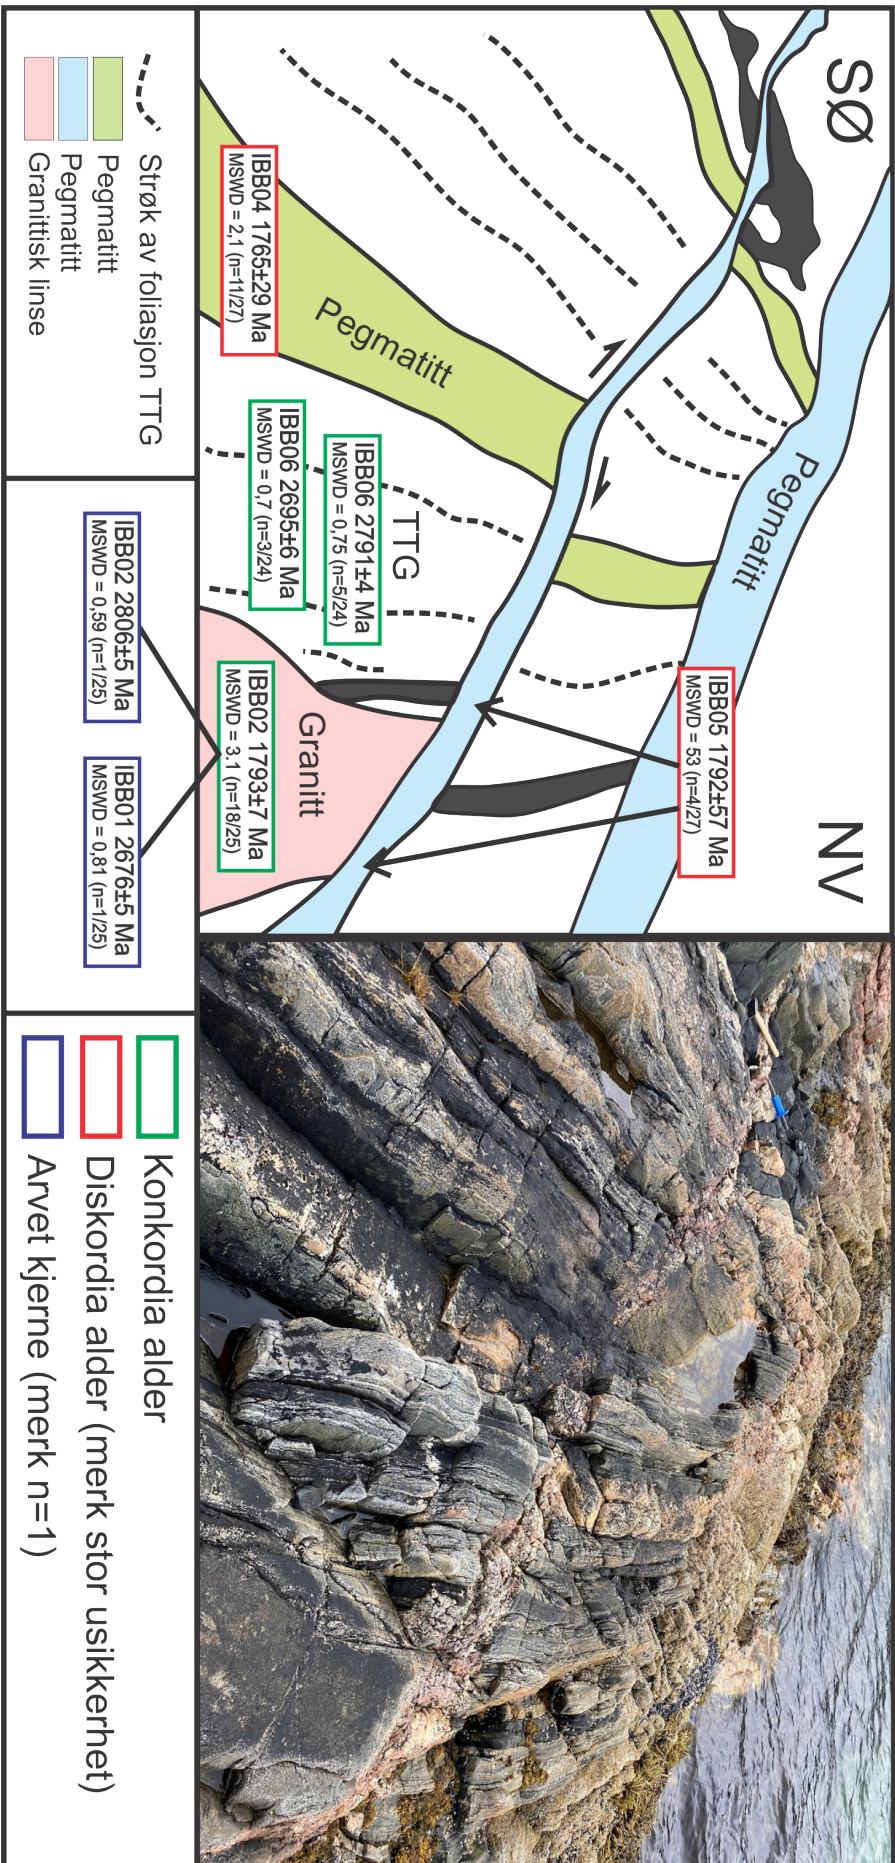 SØ
NV
Pegmatitt
IBB05 1792±57 Ma
MSWD = 53 (n=4/27)
Pegmatitt
TTG
IBB06 2791±4 Ma
MSWD = 0,75 (n=5/24)
IBB06 2695±6 Ma
MSWD = 0,7 (n=3/24)
Granitt
IBB04 1765±29 Ma
MSWD = 2,1 (n=11/27)
IBB02 1793±7 Ma
MSWD = 3.1 (n=18/25)
Strøk av foliasjon TTG
Pegmatitt
Pegmatitt
Granittisk linse
IBB02 2806±5 Ma
MSWD = 0,59 (n=1/25)
IBB01 2676±5 Ma
MSWD = 0,81 (n=1/25)
Konkordia alder
Diskordia alder (merk stor usikkerhet)
Arvet kjerne (merk n=1)